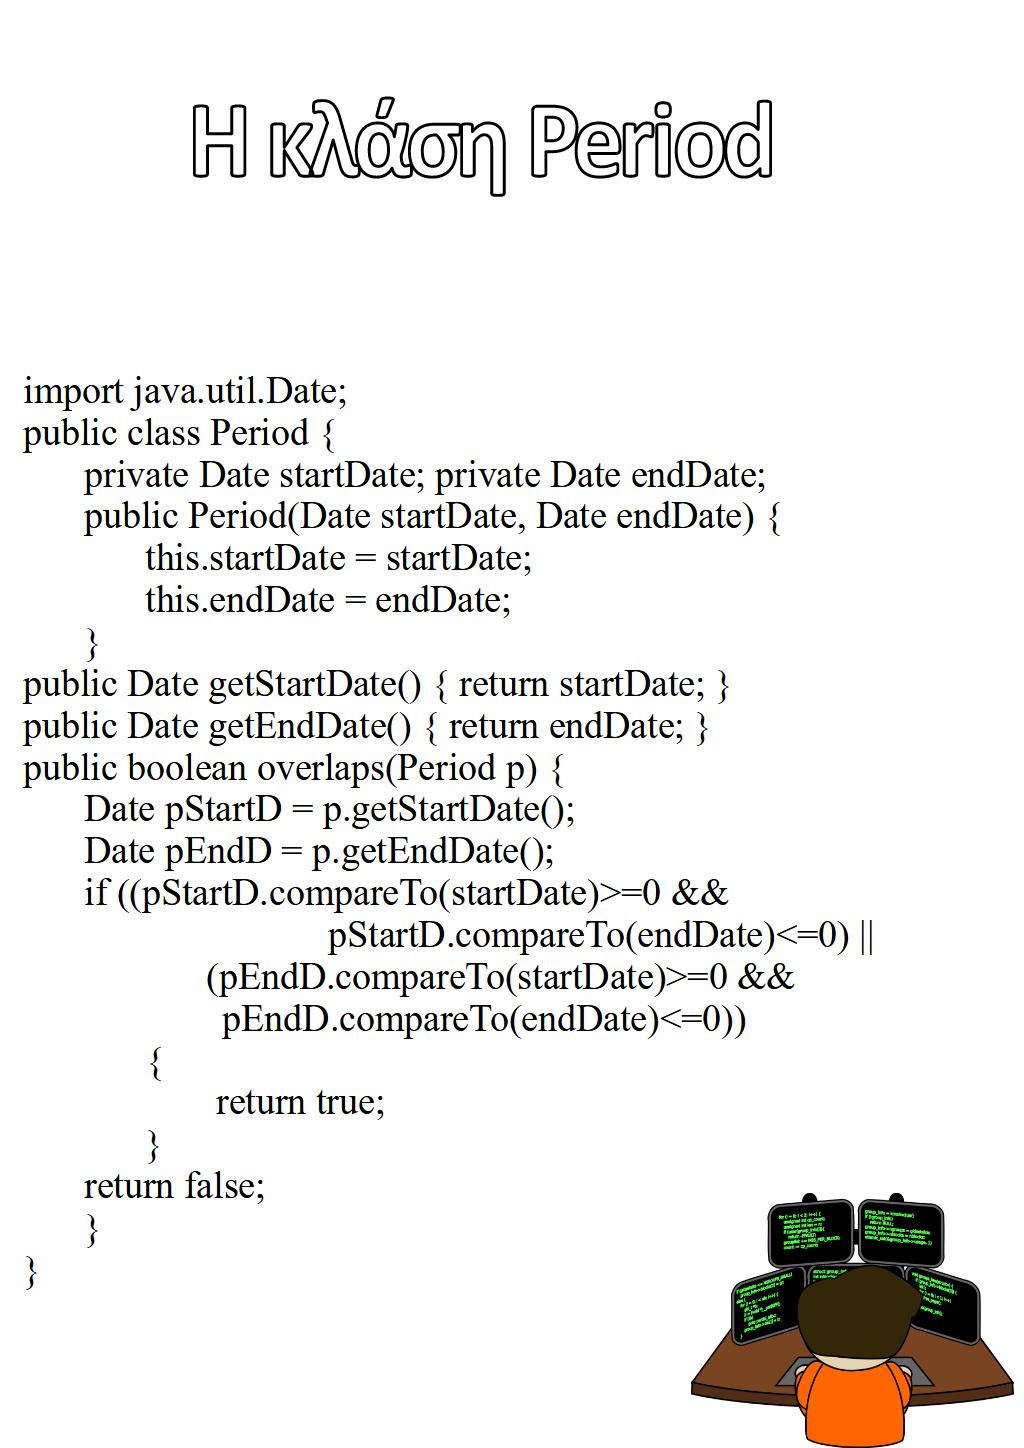 Η κλάση Period
import java.util.Date;
public class Period {
private Date startDate; private Date endDate;
public Period(Date startDate, Date endDate) {
this.startDate = startDate;
this.endDate = endDate;
}
public Date getStartDate() { return startDate; }
public Date getEndDate() { return endDate; }
public boolean overlaps(Period p) {
Date pStartD = p.getStartDate();
Date pEndD = p.getEndDate();
if ((pStartD.compareTo(startDate)>=0 &&
pStartD.compareTo(endDate)<=0) ||
(pEndD.compareTo(startDate)>=0 &&
pEndD.compareTo(endDate)<=0))
{
return true;
}
return false;
}
}